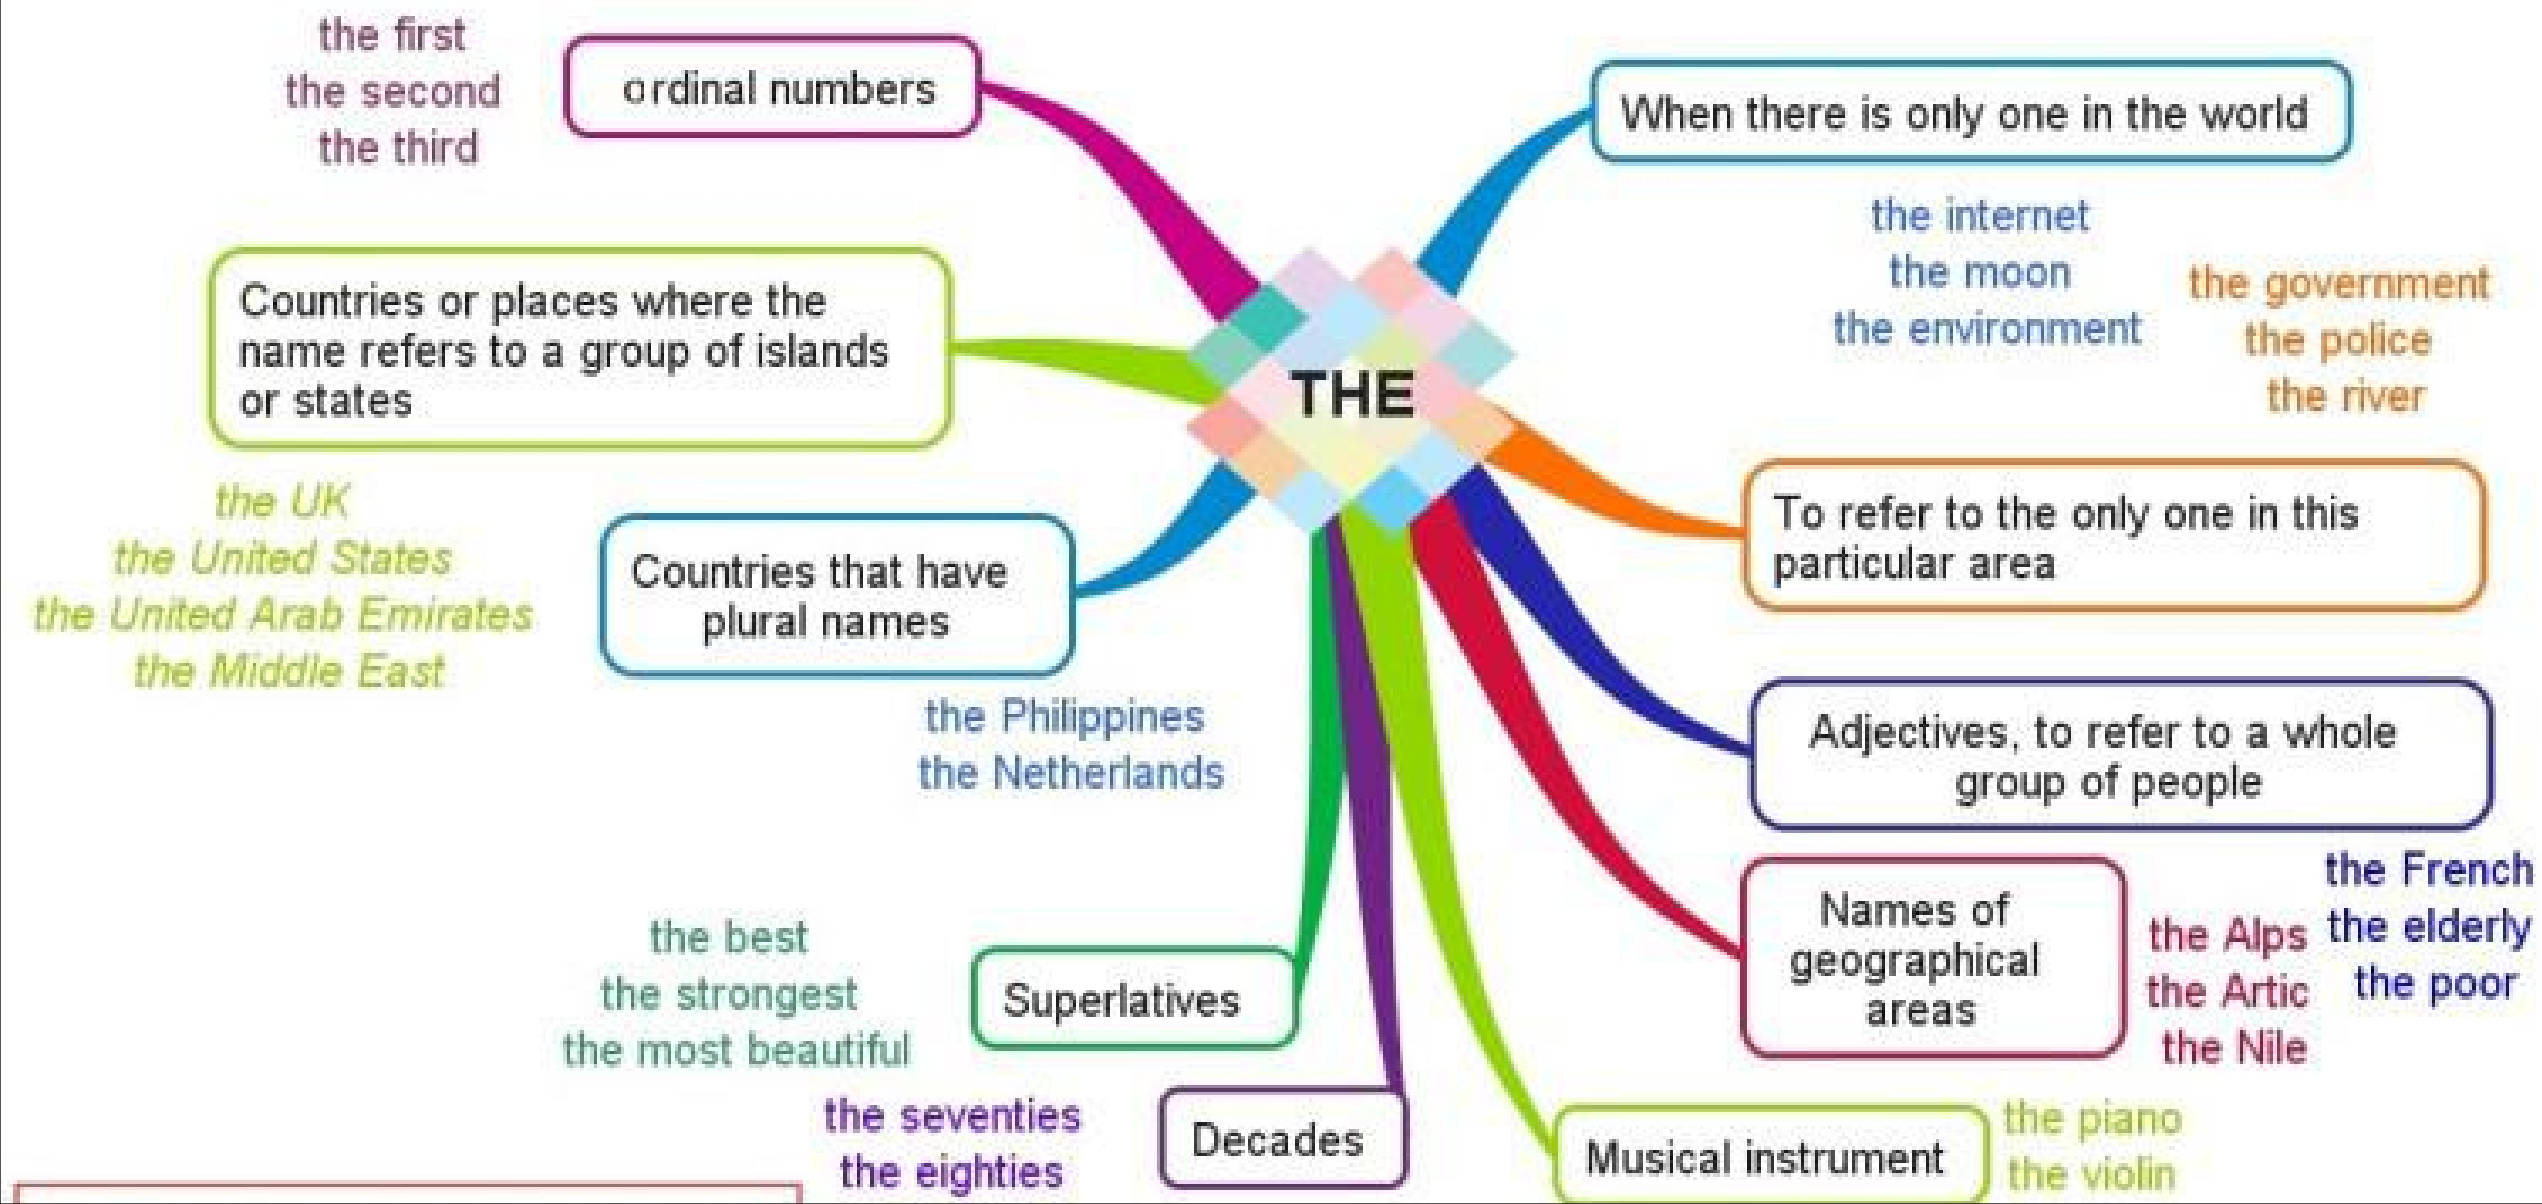 the first
the second
the third
ordinal numbers
When there is only one in the world
the internet
the moon
the environment
the government
the police
the river
Countries or places where the
name refers to a group of islands
or states
THE
the UK
the United States
the United Arab Emirates
the Middle East
Countries that have
plural names
the Philippines
the Netherlands
To refer to the only one in this
particular area
Adjectives, to refer to a whole
group of people
the French
the elderly
the poor
Names of
geographical
areas
the Alps
the Artic
the Nile
the best
the strongest
the most beautiful
Superlatives
the seventies
the eighties
Decades
Musical instrument
the piano
the violin